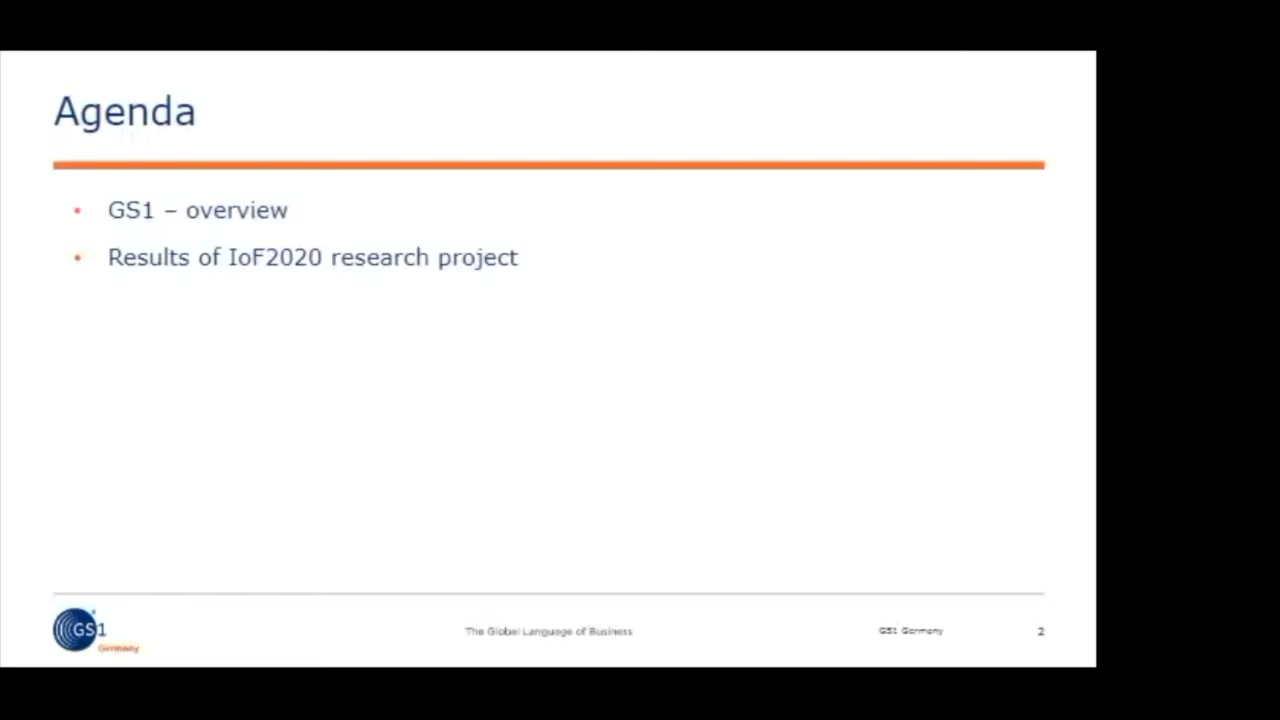 Agenda
• GS1 – overview
• Results of IoF2020 research project
GS1
Germany
The Global Language of Business
GS1 Germany
2